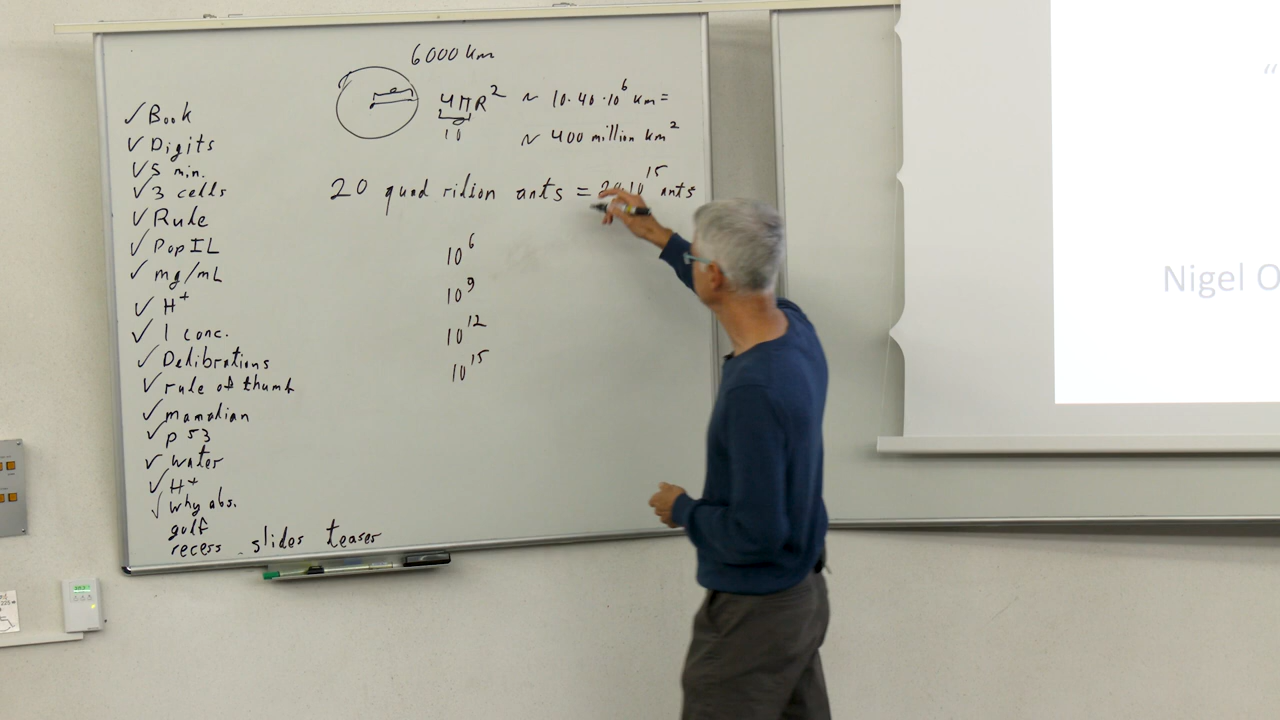 6000 km
4πR² ~ 10·40·10⁶ km =
10
~ 400 million km²
20 quad rilion ants = 20·10¹⁵ ants
10⁶
10⁹
10¹²
10¹⁵
✓ Book
✓ Digits
✓ 5 min.
✓ 3 cells
✓ Rule
✓ Pop IL
✓ mg/mL
✓ H⁺
✓ 1 conc.
✓ Delibrations
✓ rule of thumb
✓ mamalian
✓ p53
✓ water
✓ H+
✓ why abs.
golf
recess - slides teaser
“
Nigel O